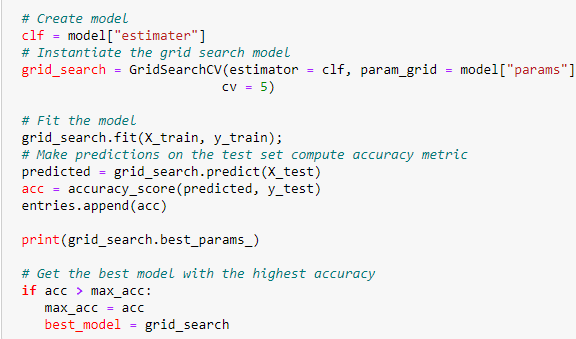 # Create model
clf = model["estimater"]
# Instantiate the grid search model
grid_search = GridSearchCV(estimator = clf, param_grid = model["params"]
cv = 5)
# Fit the model
grid_search.fit(X_train, y_train);
# Make predictions on the test set compute accuracy metric
predicted = grid_search.predict(X_test)
acc = accuracy_score(predicted, y_test)
entries.append(acc)
print(grid_search.best_params_)
# Get the best model with the highest accuracy
if acc > max_acc:
max_acc = acc
best_model = grid_search